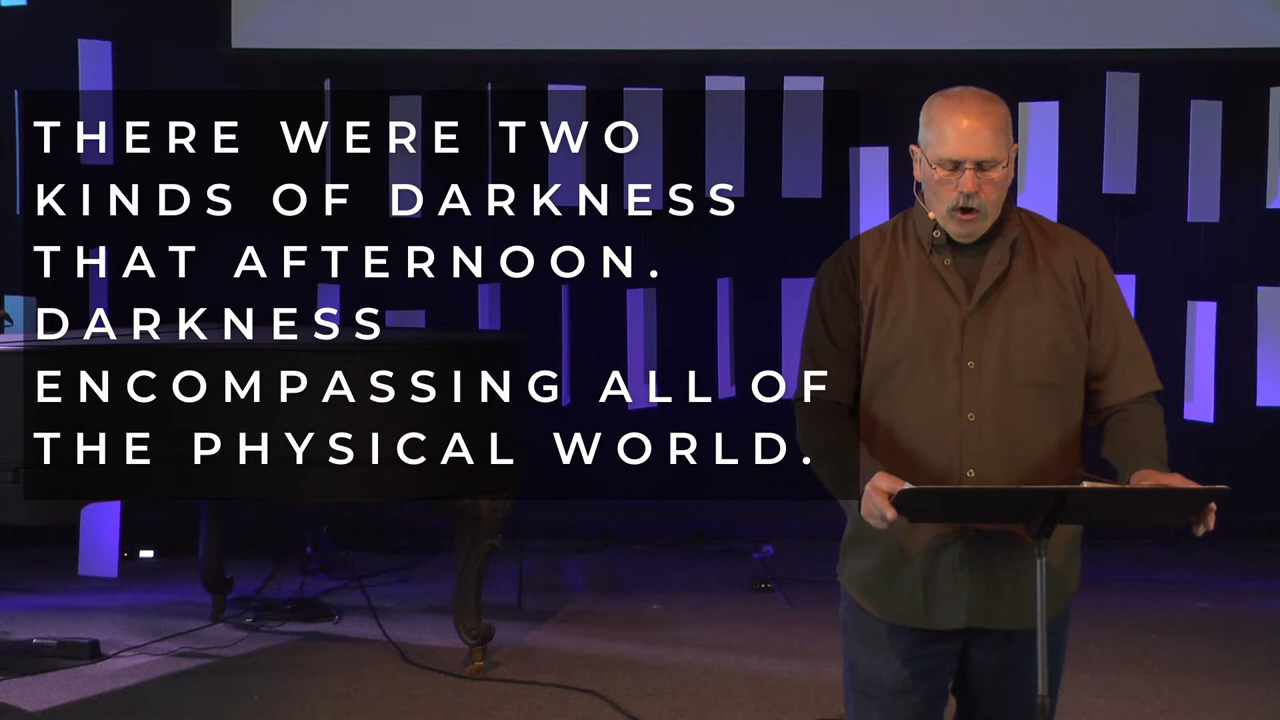 THERE WERE TWO
KINDS OF DARKNESS
THAT AFTERNOON.
DARKNESS
ENCOMPASSING ALL OF
THE PHYSICAL WORLD.